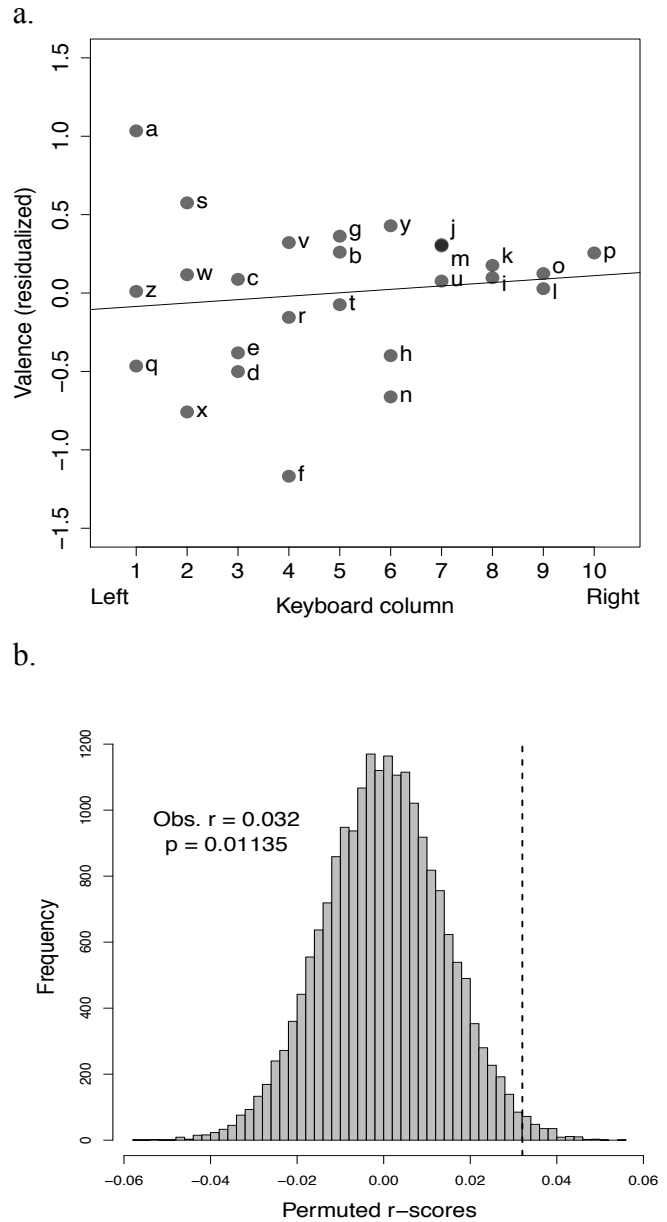 a.
1.5
1.0
0.5
0.0
−0.5
−1.0
−1.5
Valence (residualized)
a
s
g
y
j
v
b
m
k
p
w
c
o
z
u
i
l
t
r
e
h
q
d
n
x
f
1 2 3 4 5 6 7 8 9 10
Left Keyboard column Right
b.
1200
1000
800
600
400
200
0
Frequency
Obs. r = 0.032
p = 0.01135
−0.06 −0.04 −0.02 0.00 0.02 0.04 0.06
Permuted r−scores